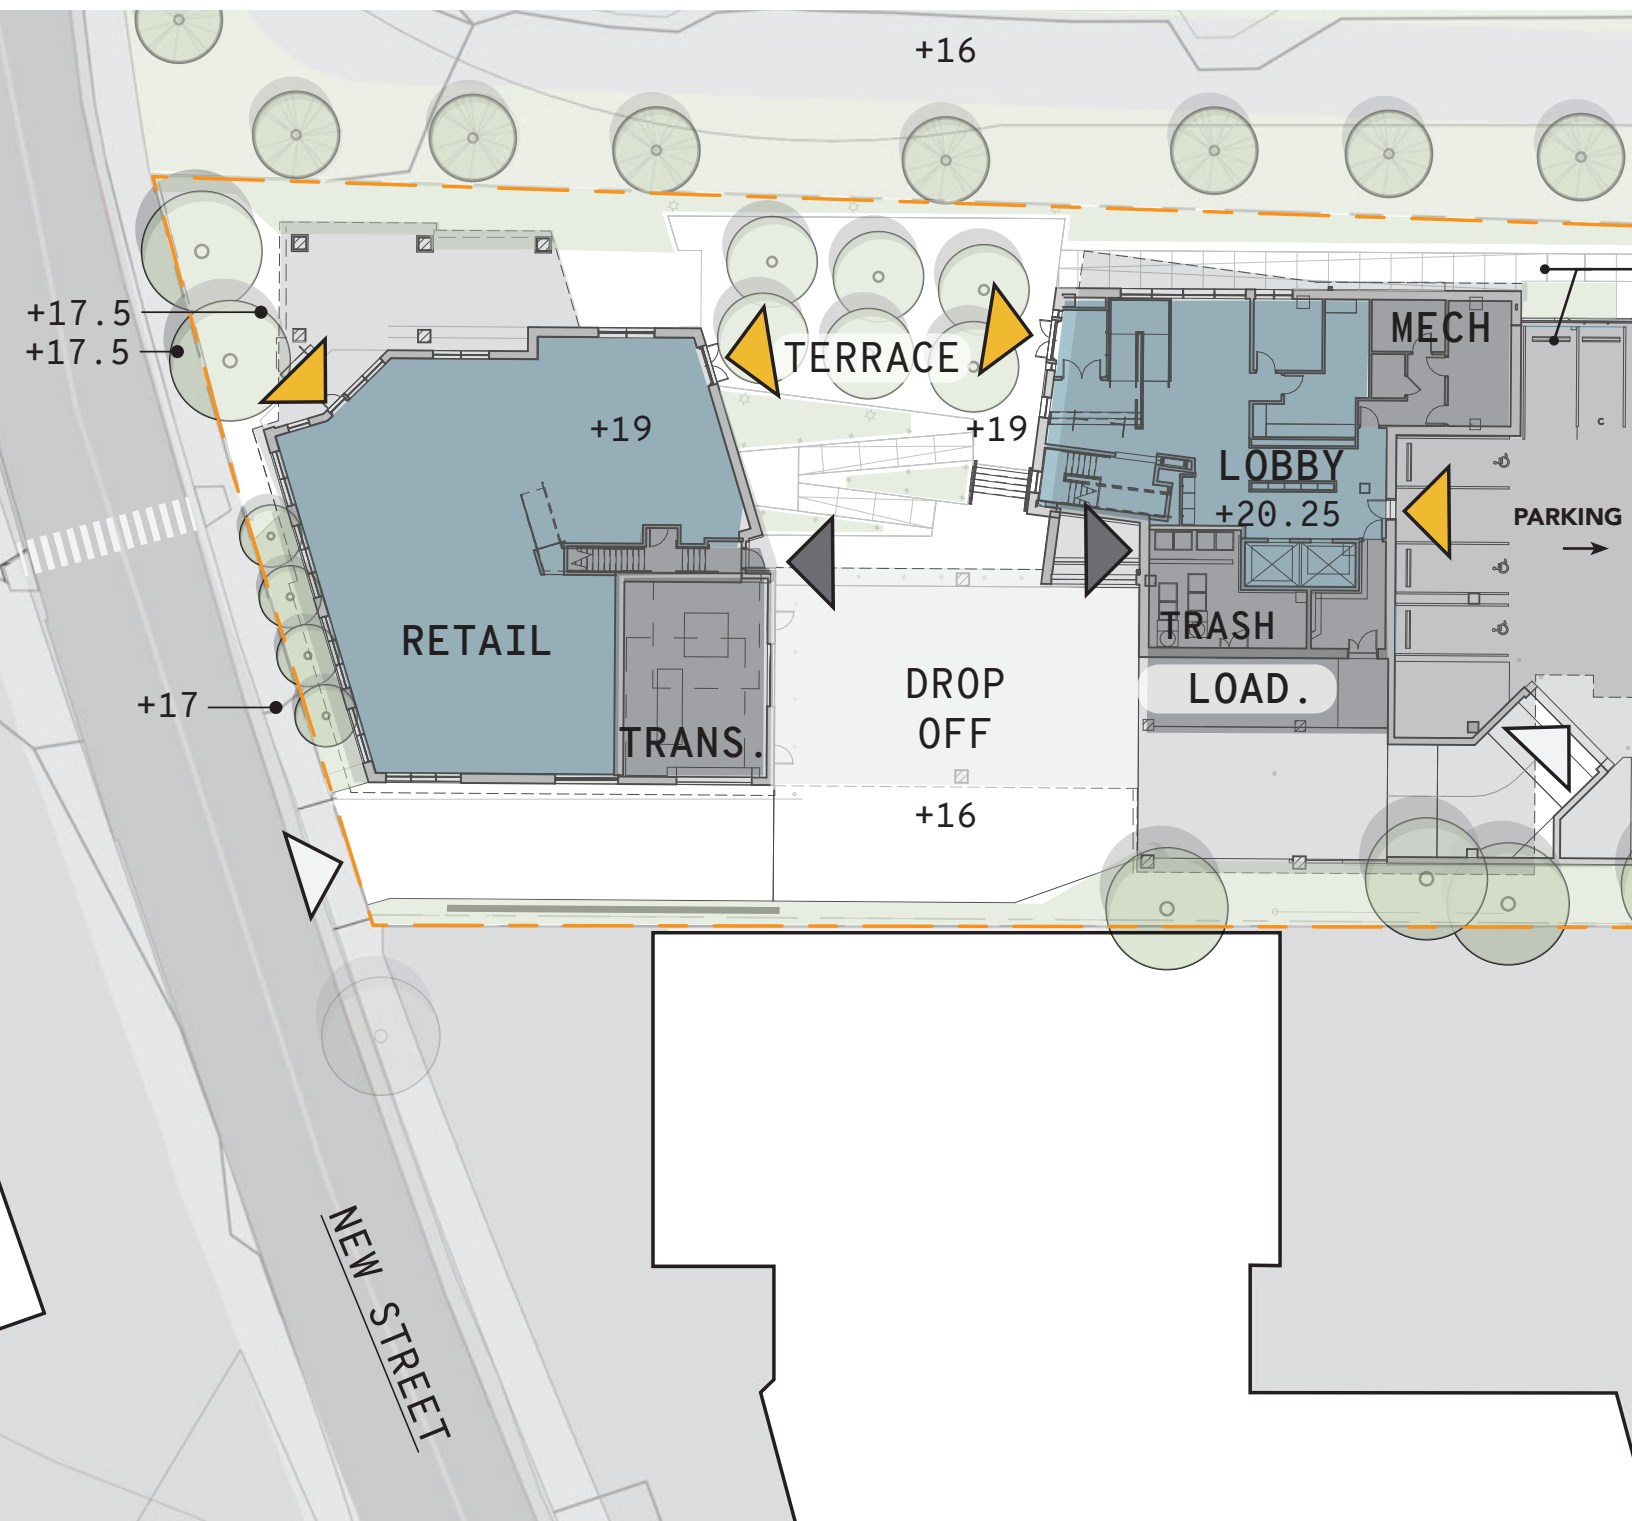 +16
+17.5
+17.5
TERRACE
MECH
+19
+19
LOBBY
+20.25
PARKING
RETAIL
TRASH
DROP
OFF
LOAD.
+17
TRANS.
+16
NEW STREET